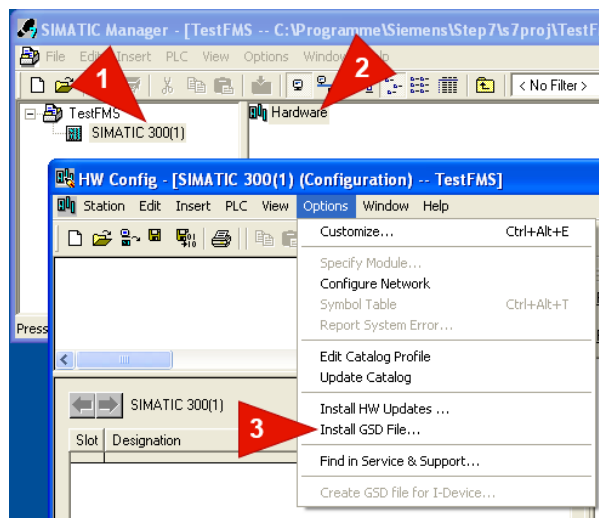 SIMATIC Manager - [TestFMS -- C:\Programme\Siemens\Step7\s7proj\TestF
File Edit Insert PLC View Options Window
1
2
< No Filter >
TestFMS
SIMATIC 300(1)
Hardware
HW Config - [SIMATIC 300(1) (Configuration) -- TestFMS]
Station Edit Insert PLC View Options Window Help
Customize... Ctrl+Alt+E
Specify Module...
Configure Network
Symbol Table Ctrl+Alt+T
Report System Error...
Press
Edit Catalog Profile
Update Catalog
SIMATIC 300(1)
Install HW Updates ...
3
Install GSD File...
Slot Designation
Find in Service & Support...
Create GSD file for I-Device...